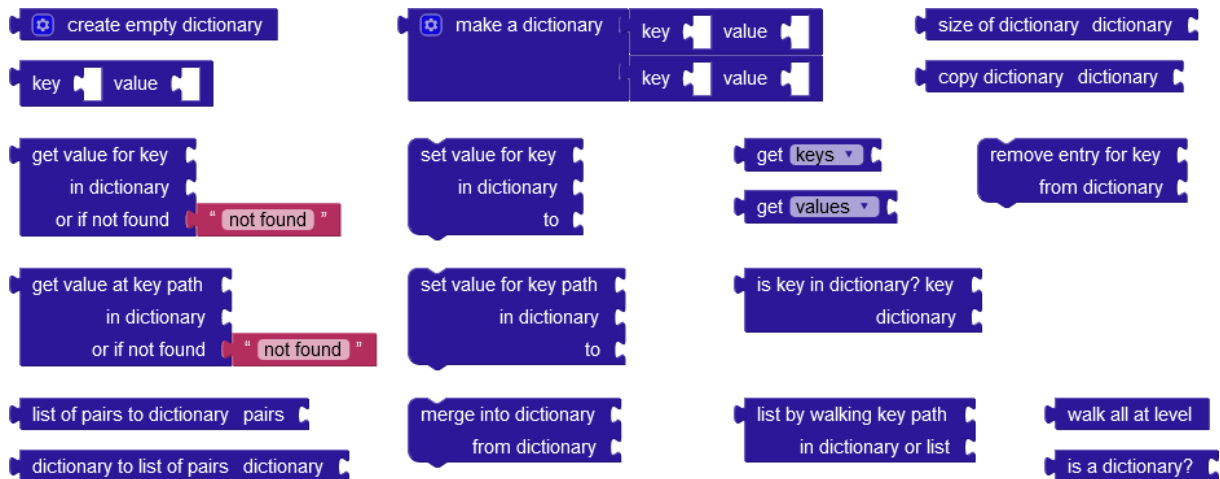 create empty dictionary
make a dictionary key value
key value
size of dictionary dictionary
copy dictionary dictionary
key value
get value for key
in dictionary
or if not found “ not found ”
set value for key
in dictionary
to
get keys
get values
remove entry for key
from dictionary
get value at key path
in dictionary
or if not found “ not found ”
set value for key path
in dictionary
to
is key in dictionary? key
dictionary
list of pairs to dictionary pairs
dictionary to list of pairs dictionary
merge into dictionary
from dictionary
list by walking key path
in dictionary or list
walk all at level
is a dictionary?